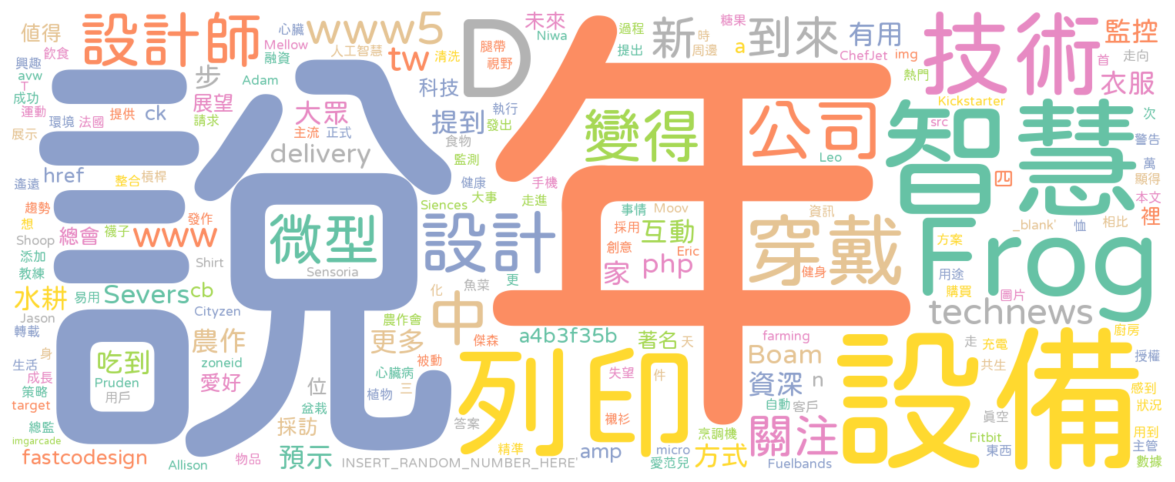 值得
設計師
心臟
www5
未來
過程
糖果
飲食
Mellow
融資
人工智慧
清洗
tw
腿帶
視野
D
Niwa
提出
新
時
周邊
a
到來
有用
ChefJet
img
技術
監控
首
走向
興趣
avw
T
成功
運動
提供
ck
步
展望
請求
Adam
大眾
主流
正式
科技
提到
執行
發出
食物
變得
公司
Leo
熱門
Kickstarter
src
衣服
次
警告
環境
法國
展示
delivery
監測
智慧
四
萬
顯得
本文
裡
遙遠
href
整合
槓桿
說
年
健康
手機
大事
走進
Siences
事情
Moov
資訊
_blank'
恤
相比
趨勢
想
發作
襪子
www
總會
Shoop
添加
教練
Shirt
微型
Sensoria
設計
更
採用
互動
創意
Eric
家
php
穿戴
健身
Frog
方案
用途
購買
圖片
水耕
易用
Severs
cb
Cityzen
化
魚菜
中
technews
Jason
轉載
農作
農作會
更多
傑森
a4b3f35b
著名
天
farming
廚房
身
生活
吃到
zoneid
被動
列印
Boam
走
充電
共生
設備
授權
成長
策略
Pruden
用戶
愛好
心臟病
植物
三
失望
件
資深
n
感到
狀況
target
位
盆栽
襯衫
自動
客戶
總監
採訪
答案
烹調機
關注
真空
用到
imgarcade
精準
micro
Fitbit
東西
主管
fastcodesign
Allison
物品
預示
INSERT_RANDOM_NUMBER_HERE'
amp
愛范兒
方式
Fuelbands
數據